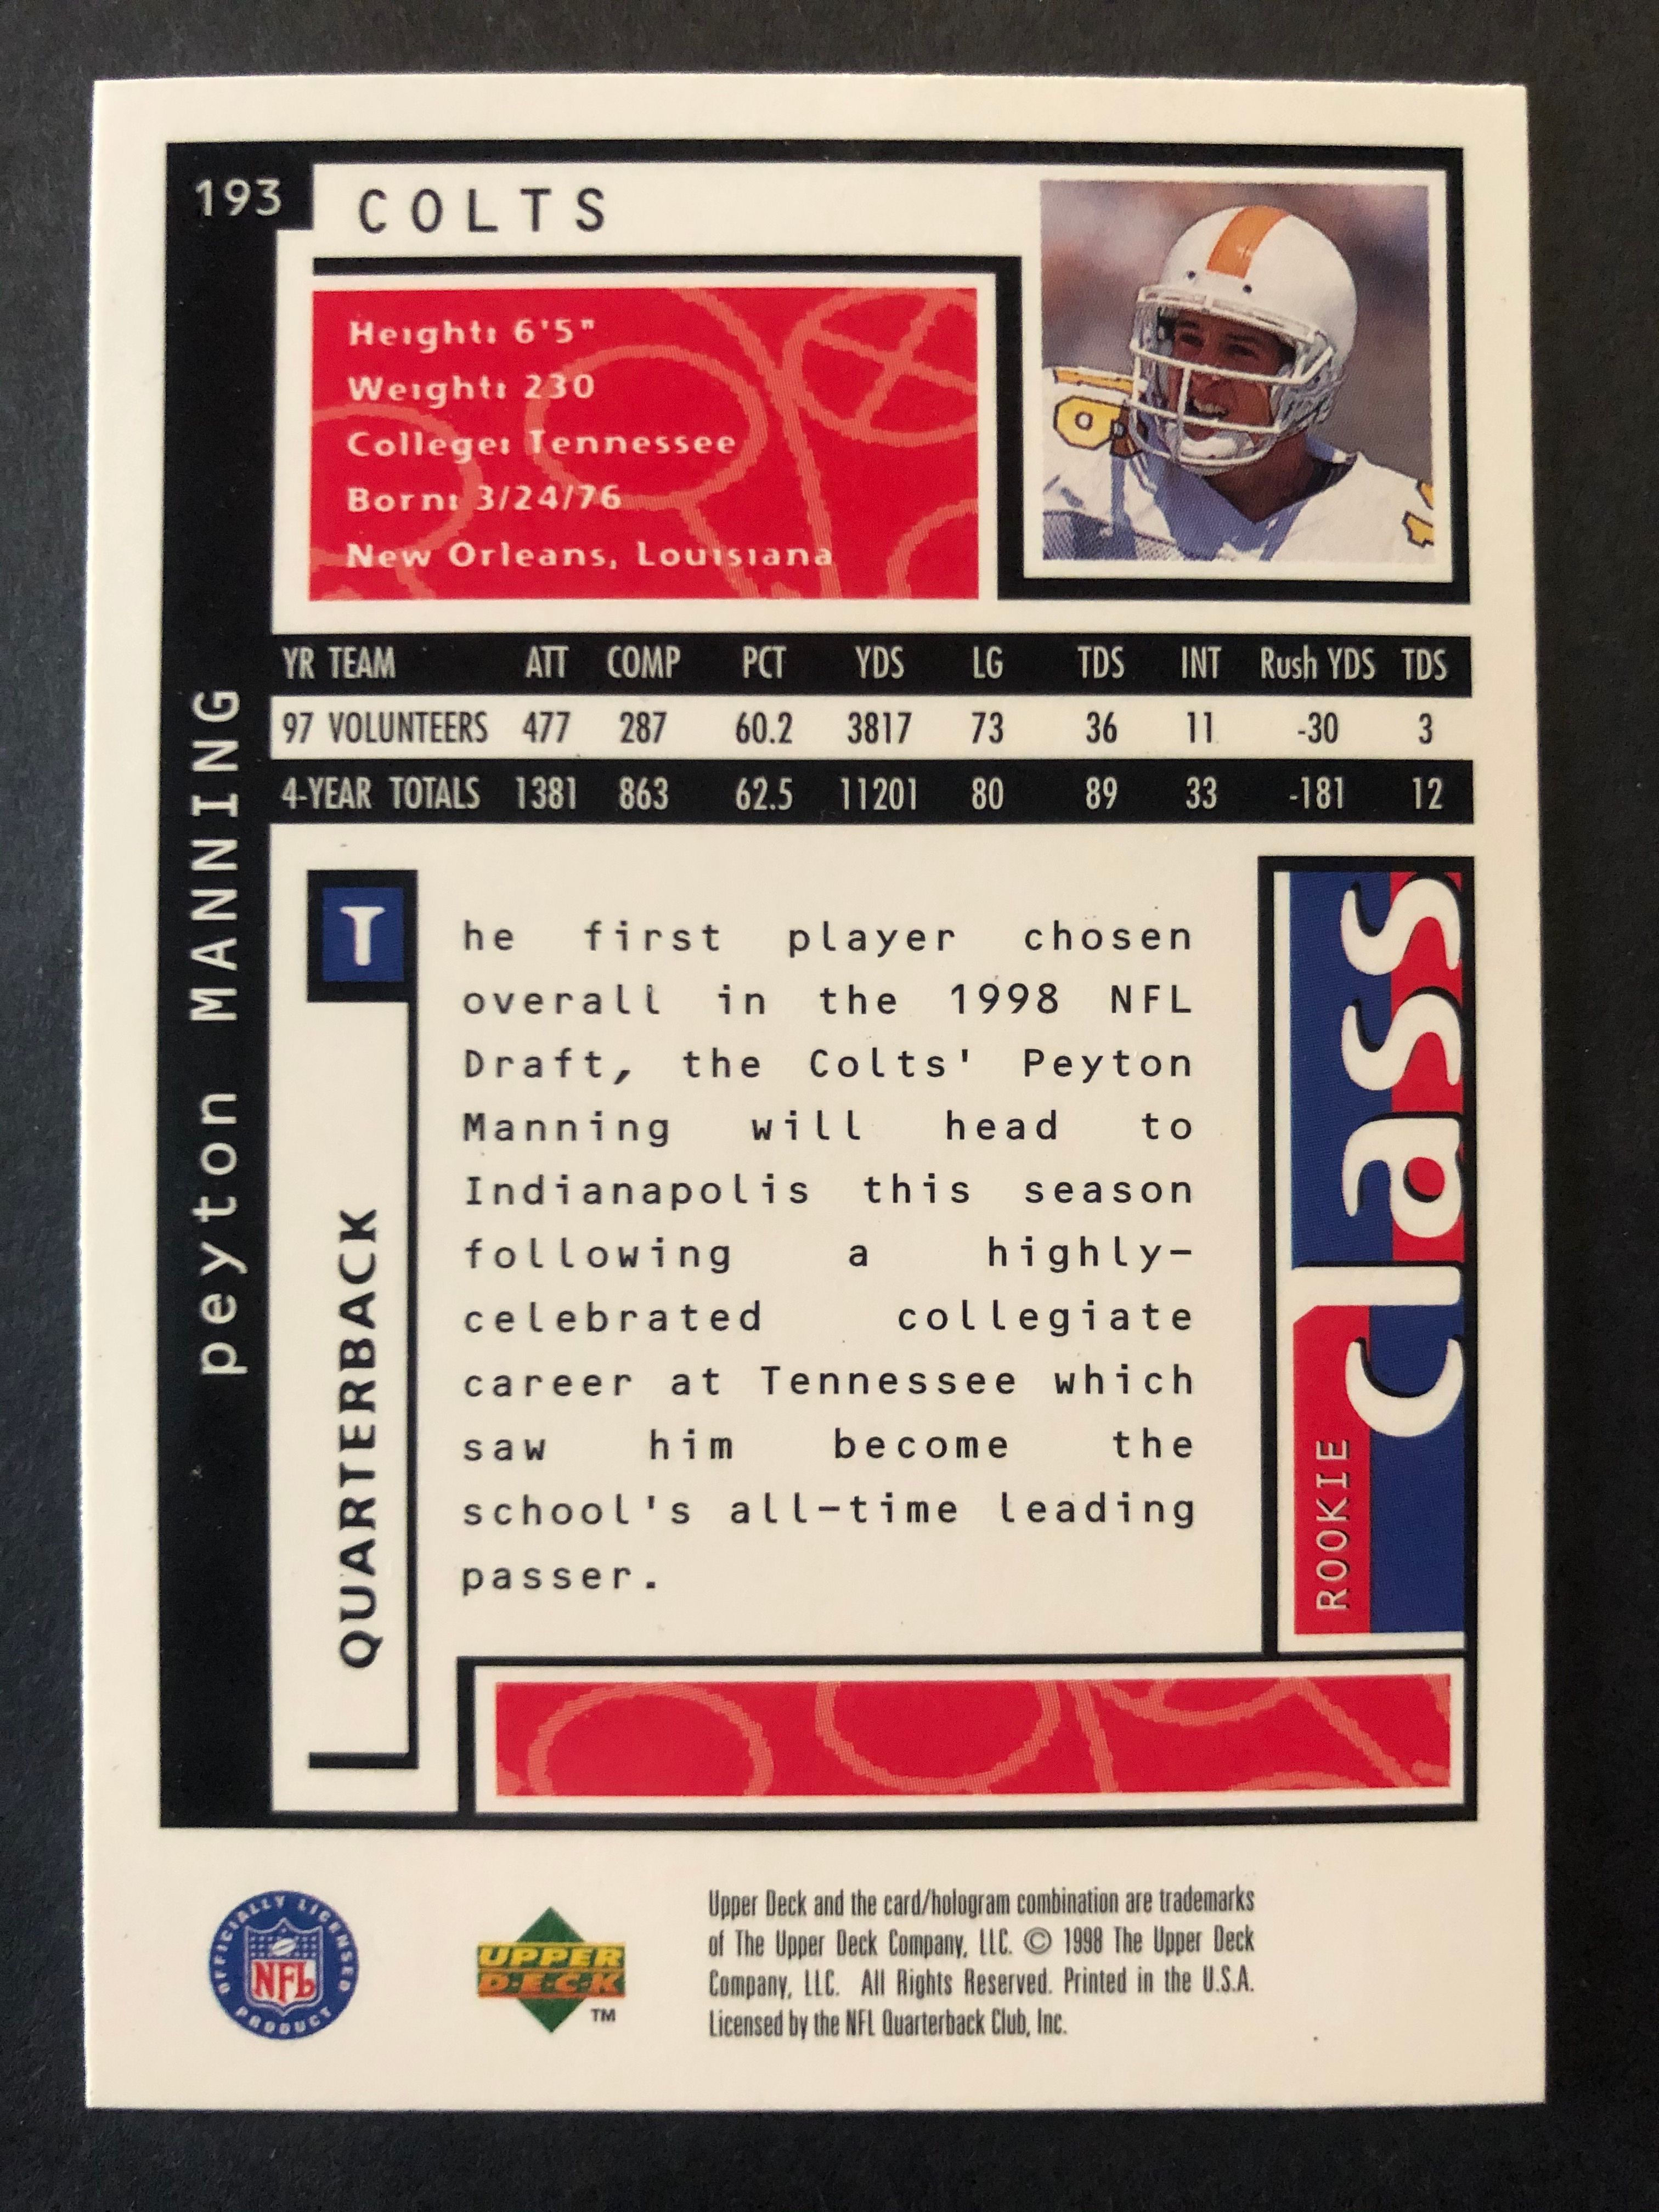 193
COLTS
Height: 6'5"
Weight: 230
College: Tennessee
Born: 3/24/76
New Orleans, Louisiana
peyton MANNING
YR TEAM ATT COMP PCT YDS LG TDS INT Rush YDS TDS
97 VOLUNTEERS 477 287 60.2 3817 73 36 11 -30 3
4-YEAR TOTALS 1381 863 62.5 11201 80 89 33 -181 12
QUARTERBACK
The first player chosen
overall in the 1998 NFL
Draft, the Colts' Peyton
Manning will head to
Indianapolis this season
following a highly-
celebrated collegiate
career at Tennessee which
saw him become the
school's all-time leading
passer.
ROOKIE
class
OFFICIALLY LICENSED
NFL
PRODUCT
UPPER
DECK
TM
Upper Deck and the card/hologram combination are trademarks
of The Upper Deck Company, LLC. © 1998 The Upper Deck
Company, LLC. All Rights Reserved. Printed in the U.S.A.
Licensed by the NFL Quarterback Club, Inc.